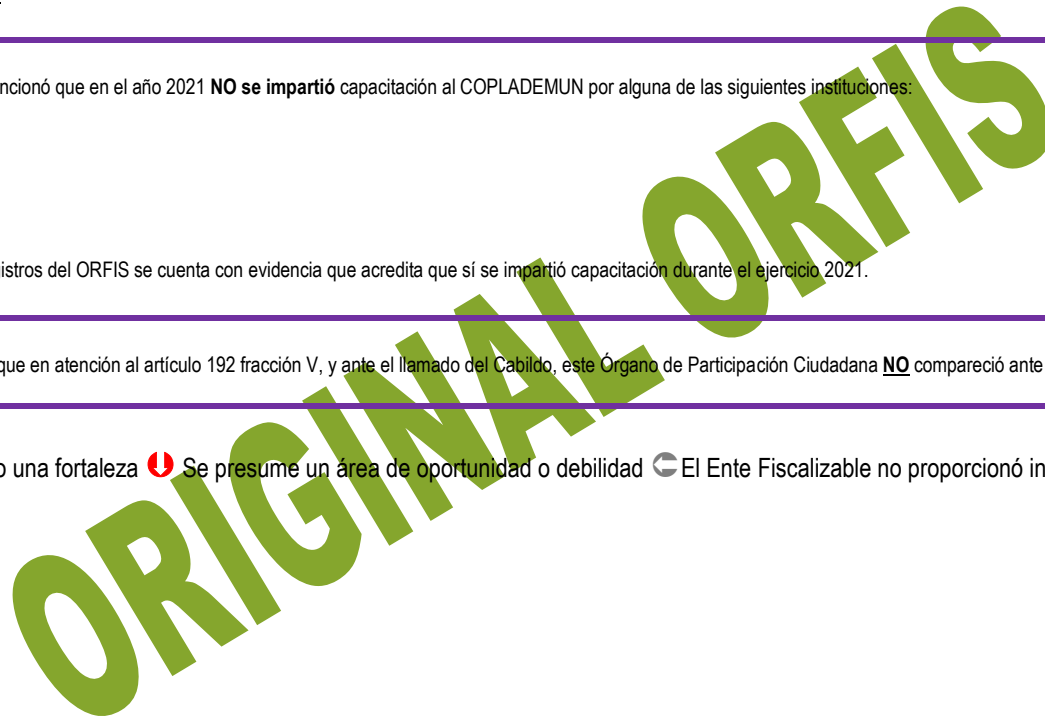 ncionó que en el año 2021 NO se impartió capacitación al COPLADEMUN por alguna de las siguientes instituciones:
istros del ORFIS se cuenta con evidencia que acredita que sí se impartió capacitación durante el ejercicio 2021.
que en atención al artículo 192 fracción V, y ante el llamado del Cabildo, este Órgano de Participación Ciudadana NO compareció ante
o una fortaleza Se presume un área de oportunidad o debilidad El Ente Fiscalizable no proporcionó in
ORIGINAL ORFIS